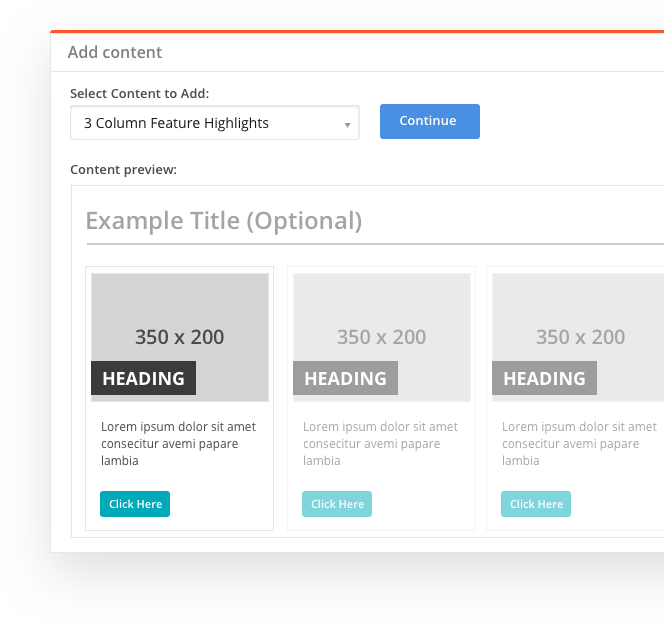 Add content
Select Content to Add:
3 Column Feature Highlights
Continue
Content preview:
Example Title (Optional)
350 x 200
HEADING
Lorem ipsum dolor sit amet
consecitur avemi papare
lambia
Click Here
350 x 200
HEADING
Lorem ipsum dolor sit amet
consecitur avemi papare
lambia
Click Here
350 x 200
HEADING
Lorem ipsum dolor sit amet
consecitur avemi papare
lambia
Click Here